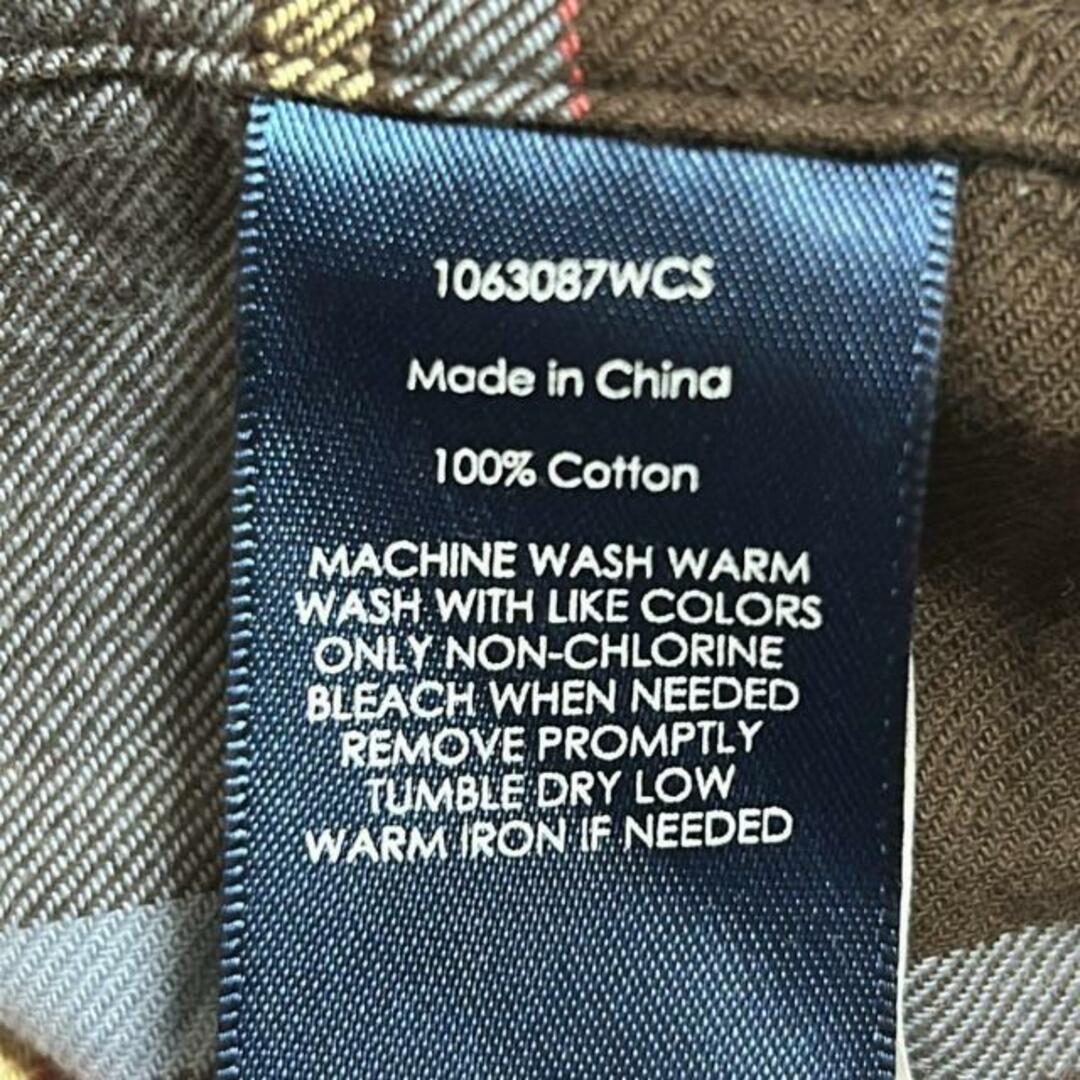 1063087WCS
Made in China
100% Cotton
MACHINE WASH WARM
WASH WITH LIKE COLORS
ONLY NON-CHLORINE
BLEACH WHEN NEEDED
REMOVE PROMPTLY
TUMBLE DRY LOW
WARM IRON IF NEEDED